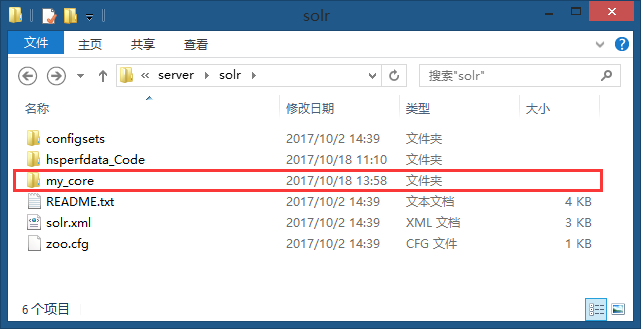 solr
文件 主页 共享 查看
« server solr 搜索"solr"
名称 修改日期 类型 大小
configsets 2017/10/2 14:39 文件夹
hsperfdata_Code 2017/10/18 11:10 文件夹
my_core 2017/10/18 13:58 文件夹
README.txt 2017/10/2 14:39 文本文档 4 KB
solr.xml 2017/10/2 14:39 XML 文档 3 KB
zoo.cfg 2017/10/2 14:39 CFG 文件 1 KB
6 个项目